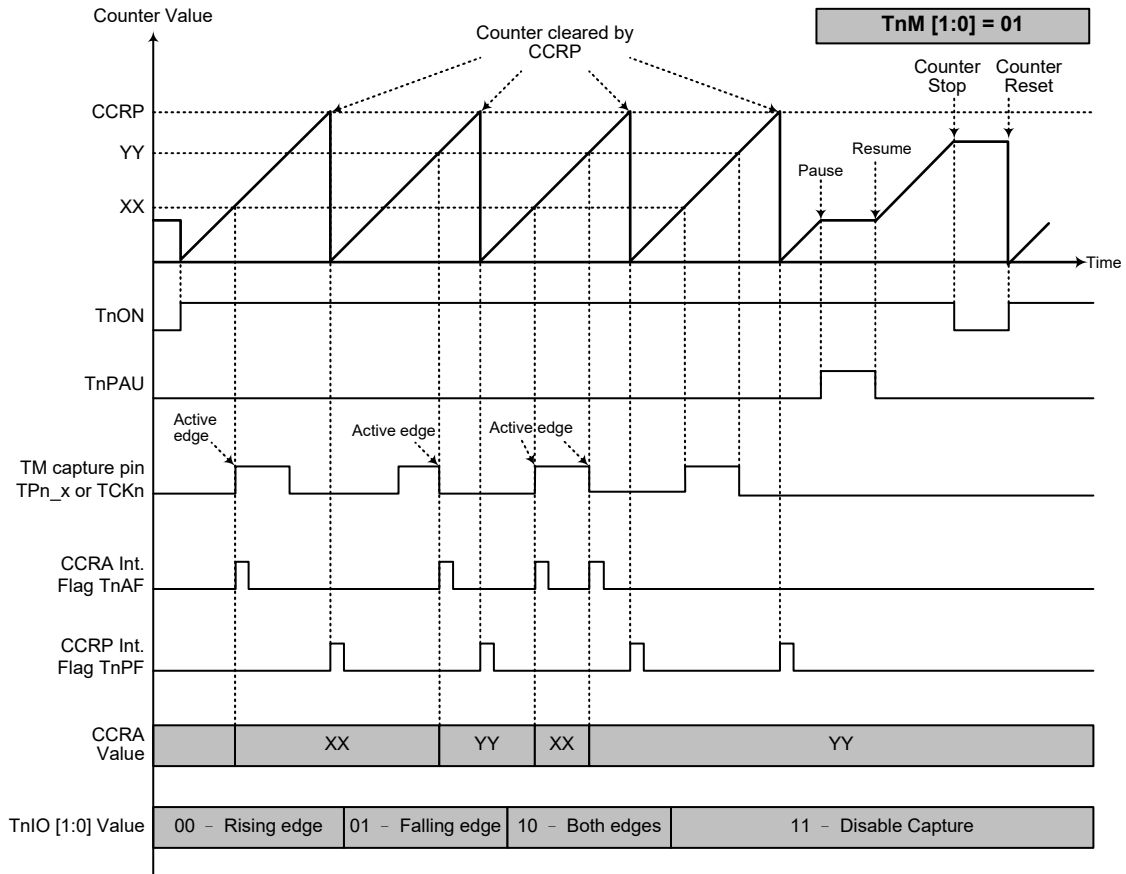 Counter Value
TnM [1:0] = 01
Counter cleared by
CCRP
Counter
Stop
Counter
Reset
CCRP
YY
Resume
Pause
XX
Time
TnON
TnPAU
Active
edge
Active edge
Active edge
TM capture pin
TPn_x or TCKn
CCRA Int.
Flag TnAF
CCRP Int.
Flag TnPF
CCRA
Value
XX
YY
XX
YY
TnIO [1:0] Value
00 – Rising edge
01 – Falling edge
10 – Both edges
11 – Disable Capture